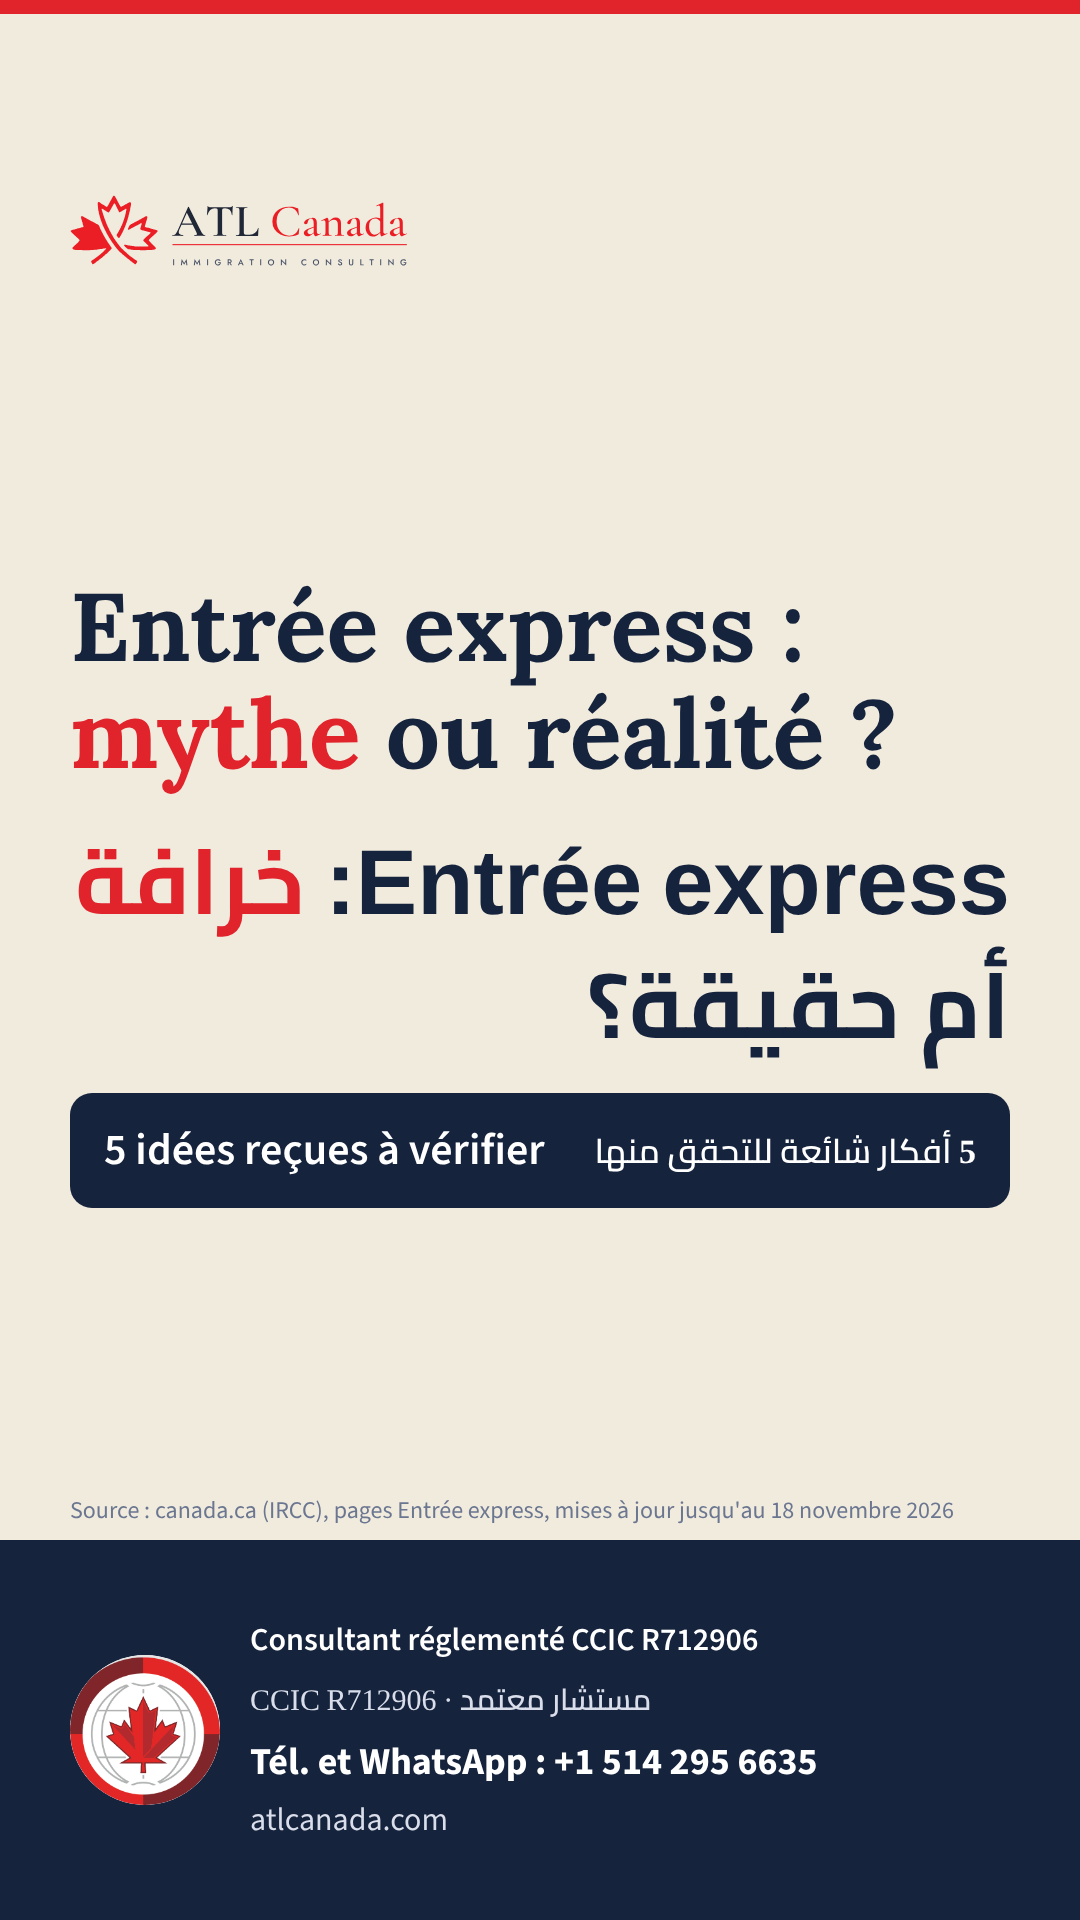 ATL Canada
IMMIGRATION CONSULTING
Entrée express :
mythe ou réalité ?
Entrée express: خرافة
أم حقيقة؟
5 idées reçues à vérifier
5 أفكار شائعة للتحقق منها
Source : canada.ca (IRCC), pages Entrée express, mises à jour jusqu'au 18 novembre 2026
Consultant réglementé CCIC R712906
CCIC R712906 · مستشار معتمد
Tél. et WhatsApp : +1 514 295 6635
atlcanada.com